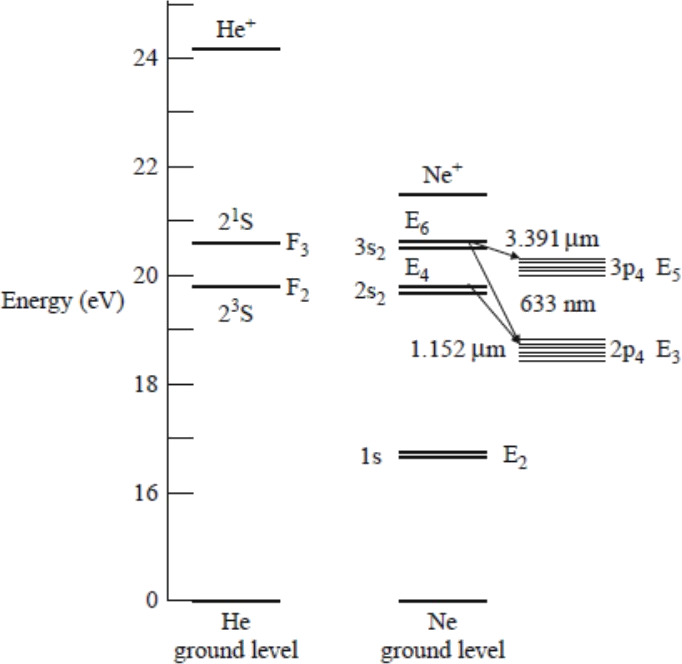 He⁺
24
22
Ne⁺
2¹S
E₆
F₃
3s₂
3.391 μm
20
E₄
3p₄ E₅
Energy (eV)
F₂
2s₂
2³S
633 nm
1.152 μm
2p₄ E₃
18
1s
E₂
16
0
He
ground level
Ne
ground level